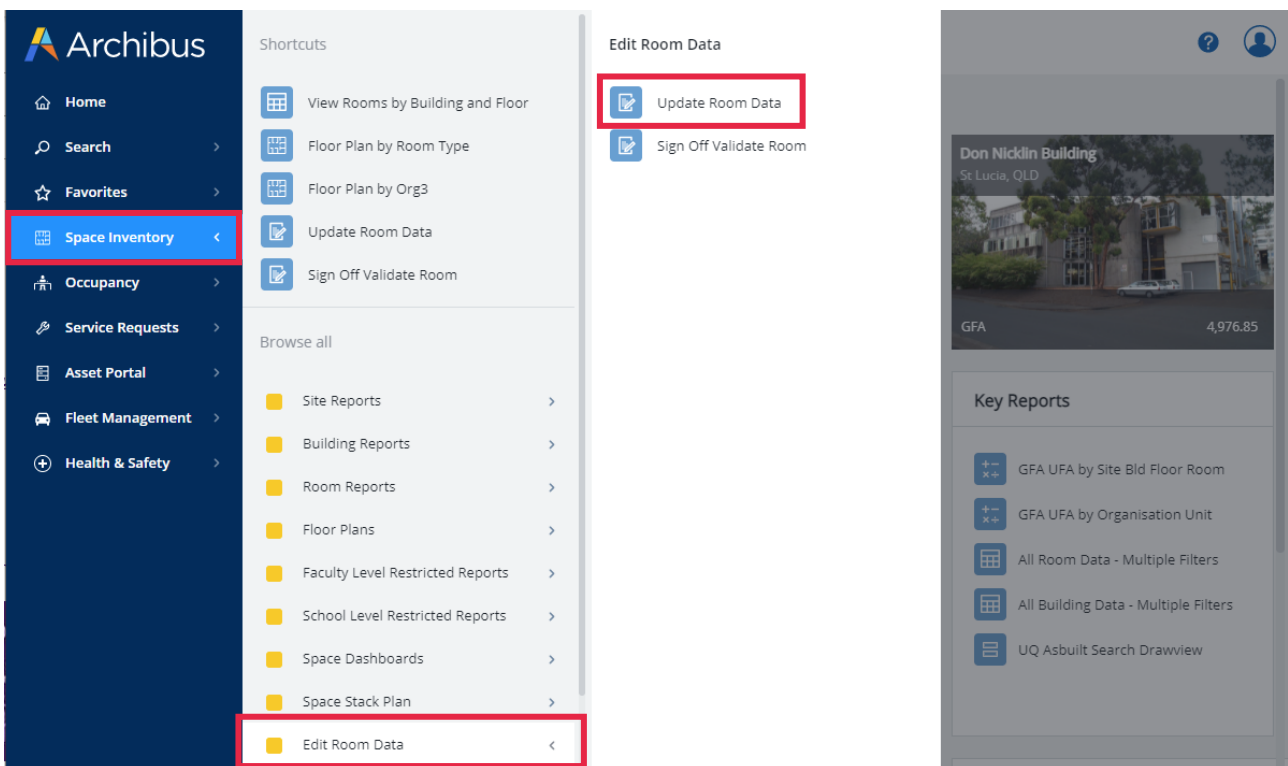 Archibus
Home
Search
Favorites
Space Inventory
Occupancy
Service Requests
Asset Portal
Fleet Management
Health & Safety
Shortcuts
View Rooms by Building and Floor
Floor Plan by Room Type
Floor Plan by Org3
Update Room Data
Sign Off Validate Room
Browse all
Site Reports
Building Reports
Room Reports
Floor Plans
Faculty Level Restricted Reports
School Level Restricted Reports
Space Dashboards
Space Stack Plan
Edit Room Data
Edit Room Data
Update Room Data
Sign Off Validate Room
Don Nicklin Building
St Lucia, QLD
GFA 4,976.85
Key Reports
GFA UFA by Site Bld Floor Room
GFA UFA by Organisation Unit
All Room Data - Multiple Filters
All Building Data - Multiple Filters
UQ Asbuilt Search Drawview